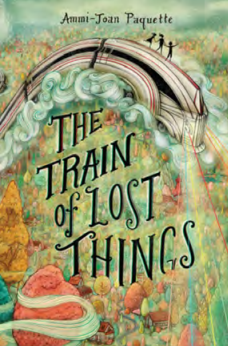 Ammi-Joan Paquette
THE
TRAIN
of LOST
THINGS